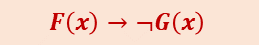 F(x) → ¬G(x)